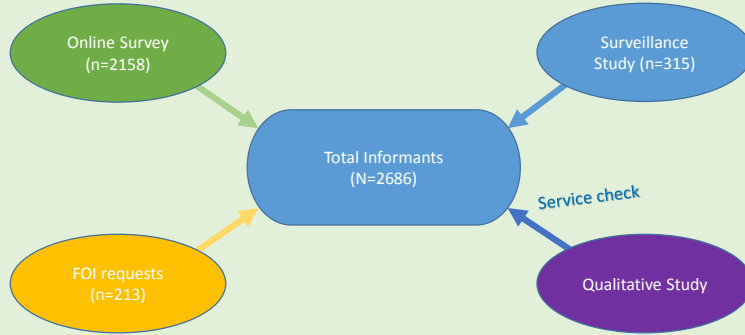 Online Survey
(n=2158)
Surveillance
Study (n=315)
Total Informants
(N=2686)
Service check
FOI requests
(n=213)
Qualitative Study